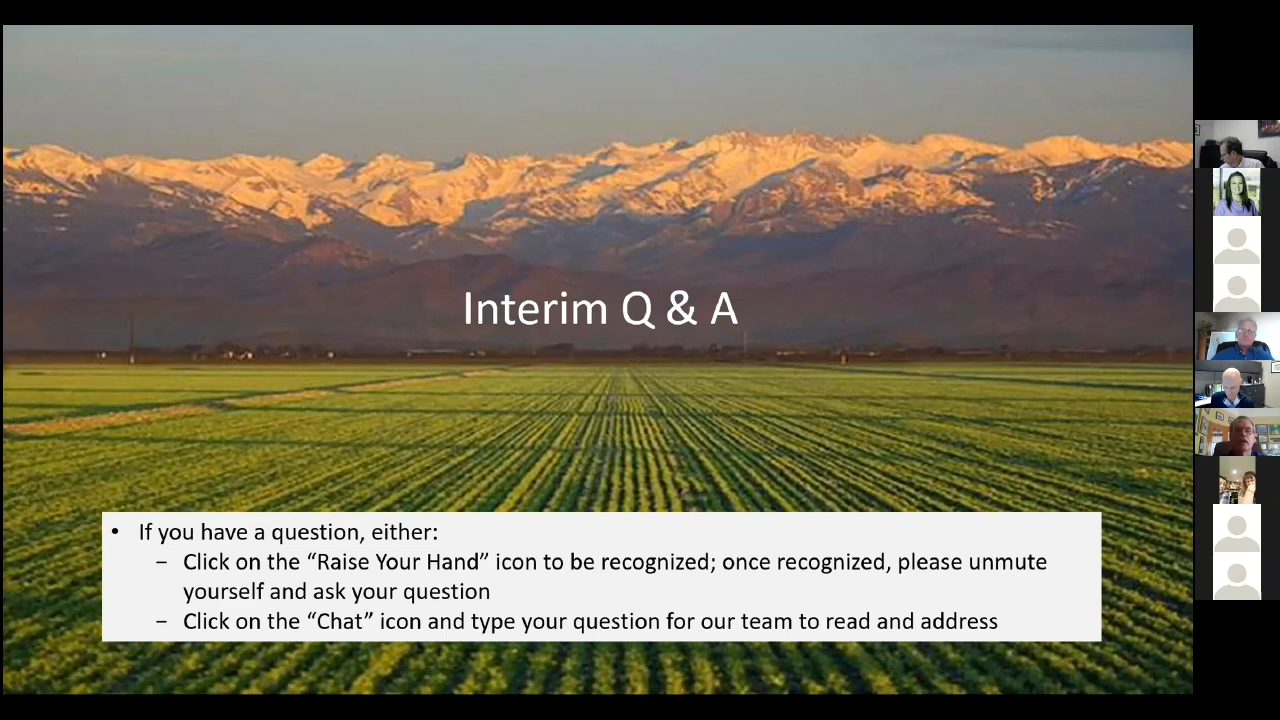 Interim Q & A
• If you have a question, either:
− Click on the “Raise Your Hand” icon to be recognized; once recognized, please unmute
yourself and ask your question
− Click on the “Chat” icon and type your question for our team to read and address